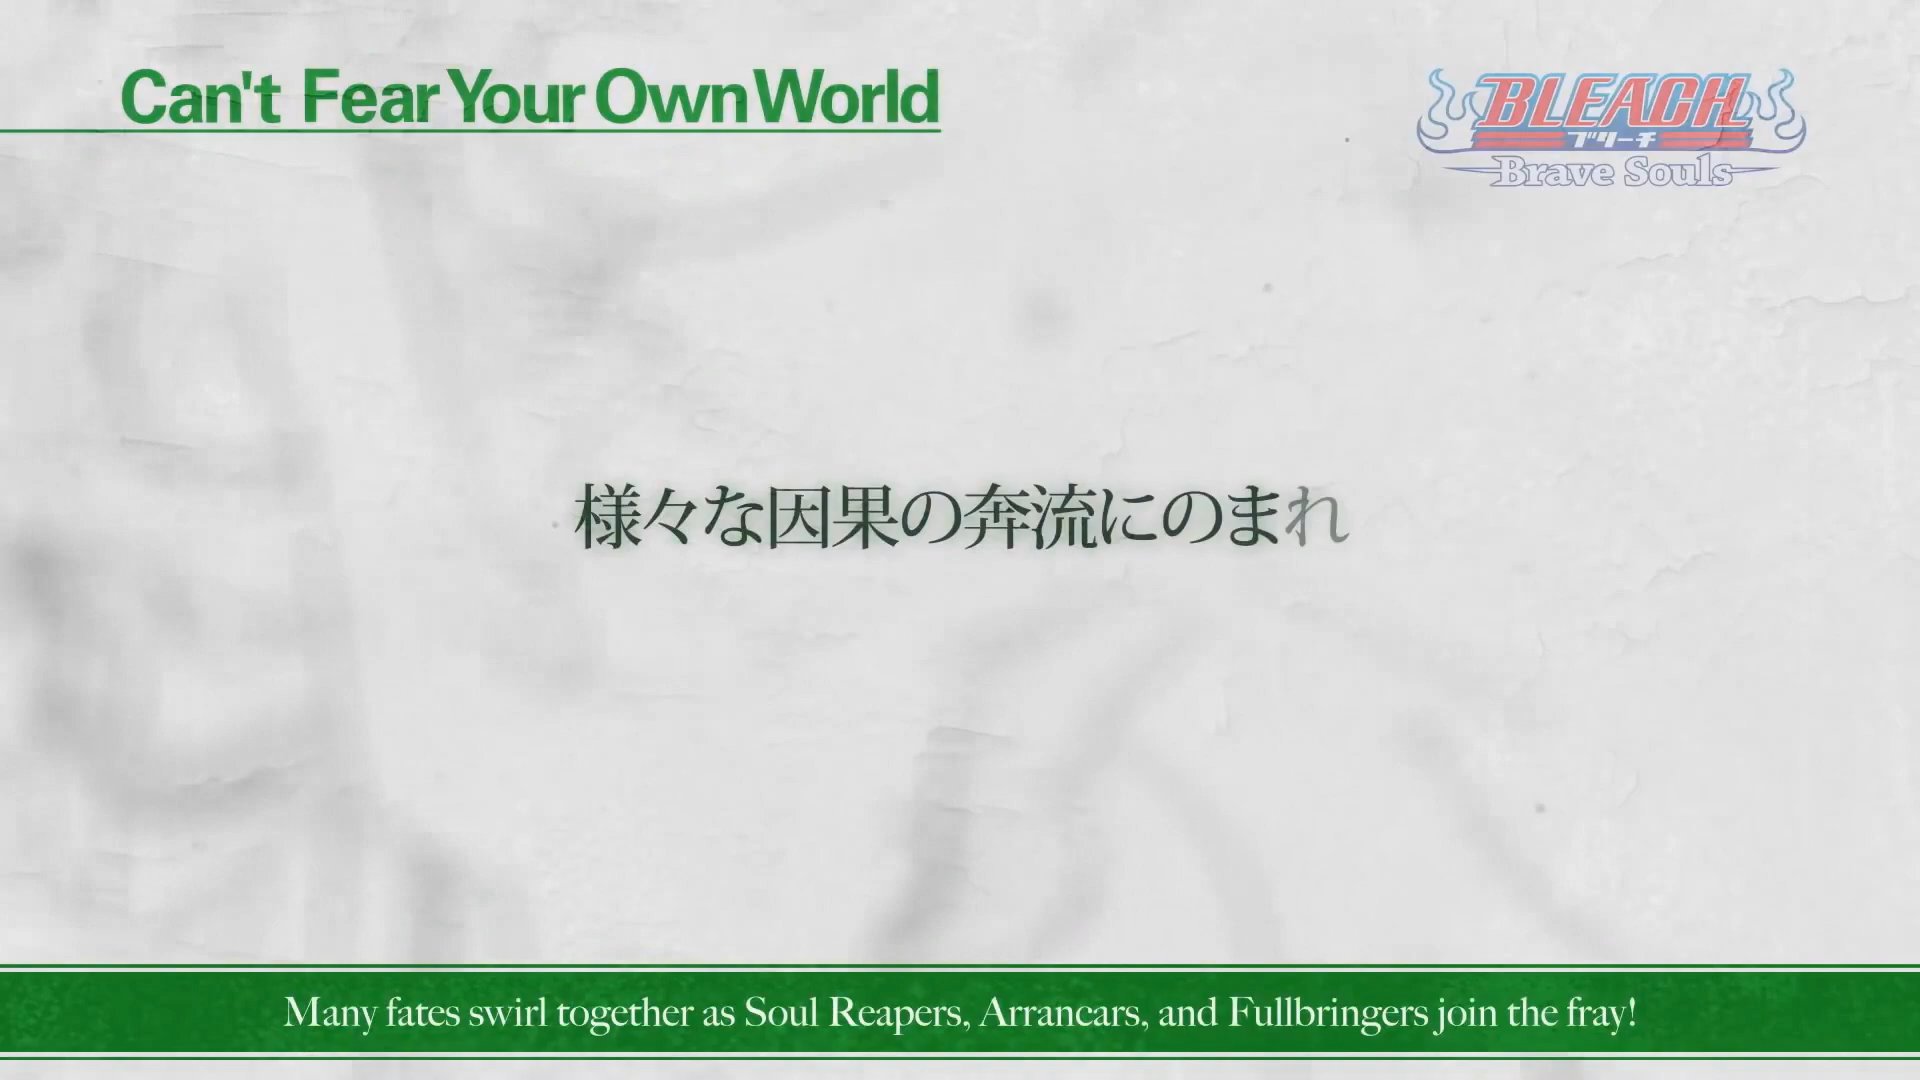 Can't Fear Your Own World
BLEACH
ブリーチ
Brave Souls
様々な因果の奔流にのまれ
Many fates swirl together as Soul Reapers, Arrancars, and Fullbringers join the fray!